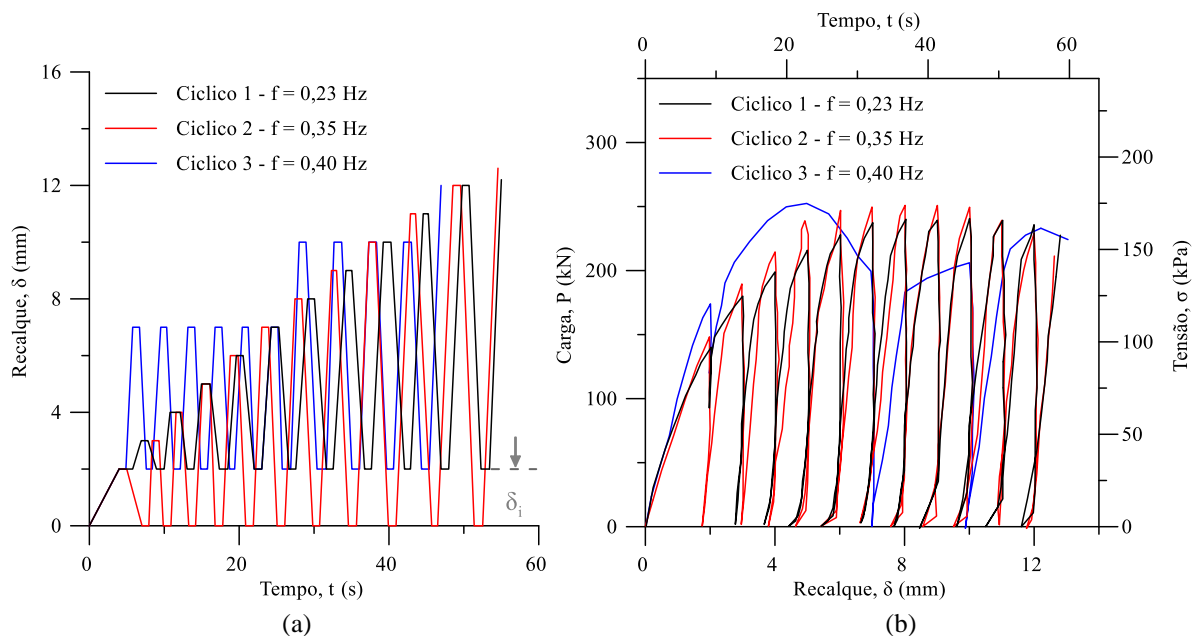 16
12
8
4
0
Recalque, δ (mm)
Ciclico 1 - f = 0,23 Hz
Ciclico 2 - f = 0,35 Hz
Ciclico 3 - f = 0,40 Hz
δi
0 20 40 60
Tempo, t (s)
(a)
Tempo, t (s)
0 20 40 60
300
200
100
0
Carga, P (kN)
Ciclico 1 - f = 0,23 Hz
Ciclico 2 - f = 0,35 Hz
Ciclico 3 - f = 0,40 Hz
200
150
100
50
0
Tensão, σ (kPa)
0 4 8 12
Recalque, δ (mm)
(b)